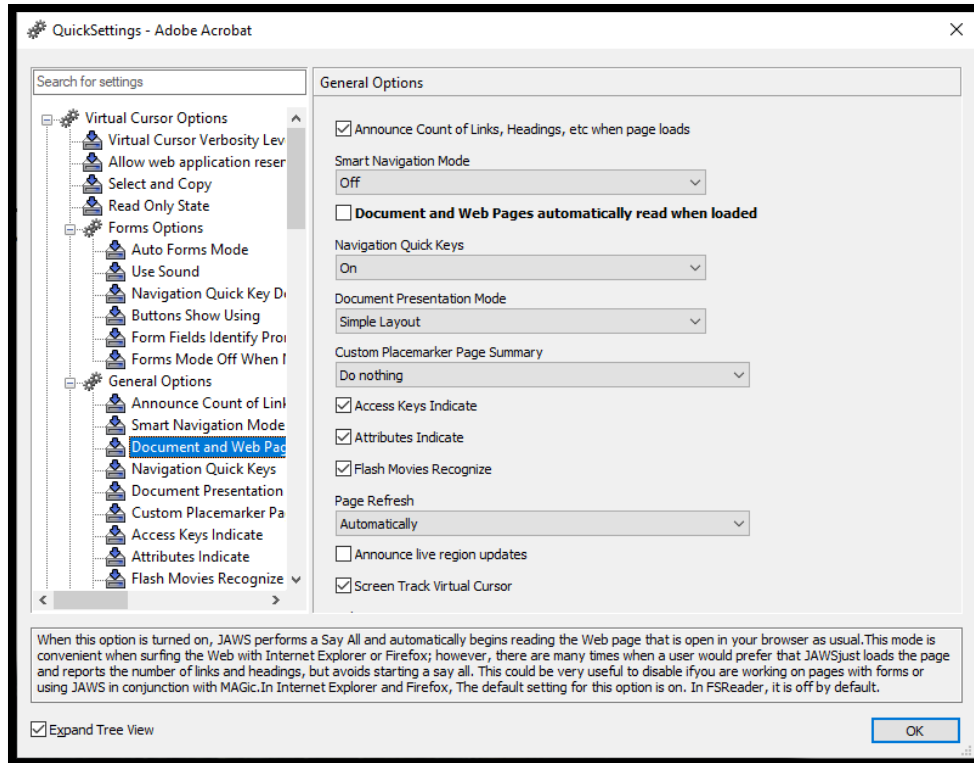 QuickSettings - Adobe Acrobat
Search for settings
Virtual Cursor Options
Virtual Cursor Verbosity Lev
Allow web application reser
Select and Copy
Read Only State
Forms Options
Auto Forms Mode
Use Sound
Navigation Quick Key De
Buttons Show Using
Form Fields Identify Pro
Forms Mode Off When
General Options
Announce Count of Link
Smart Navigation Mode
Document and Web Pag
Navigation Quick Keys
Document Presentation
Custom Placemarker Pa
Access Keys Indicate
Attributes Indicate
Flash Movies Recognize
General Options
Announce Count of Links, Headings, etc when page loads
Smart Navigation Mode
Off
Document and Web Pages automatically read when loaded
Navigation Quick Keys
On
Document Presentation Mode
Simple Layout
Custom Placemarker Page Summary
Do nothing
Access Keys Indicate
Attributes Indicate
Flash Movies Recognize
Page Refresh
Automatically
Announce live region updates
Screen Track Virtual Cursor
When this option is turned on, JAWS performs a Say All and automatically begins reading the Web page that is open in your browser as usual.This mode is
convenient when surfing the Web with Internet Explorer or Firefox; however, there are many times when a user would prefer that JAWSjust loads the page
and reports the number of links and headings, but avoids starting a say all. This could be very useful to disable ifyou are working on pages with forms or
using JAWS in conjunction with MAGic.In Internet Explorer and Firefox, The default setting for this option is on. In FSReader, it is off by default.
Expand Tree View
OK